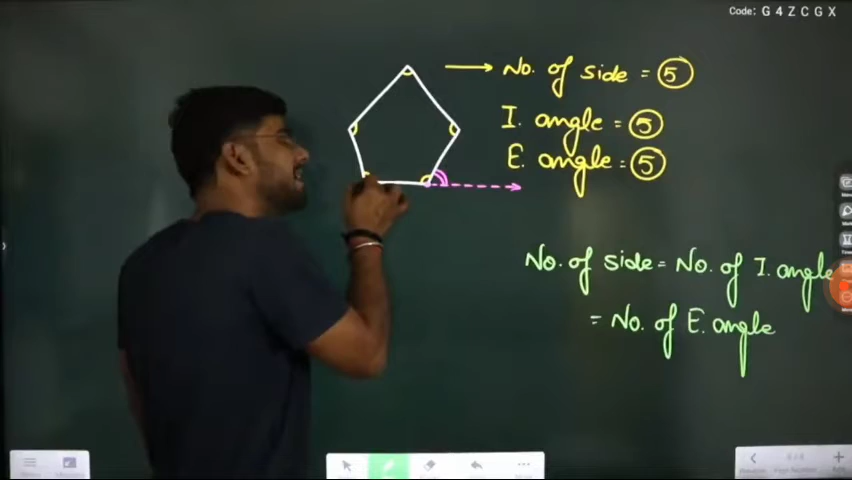 Code: G 4 Z C G X
No. of side = 5
I. angle = 5
E. angle = 5
No. of side = No. of I. angle
= No. of E. angle